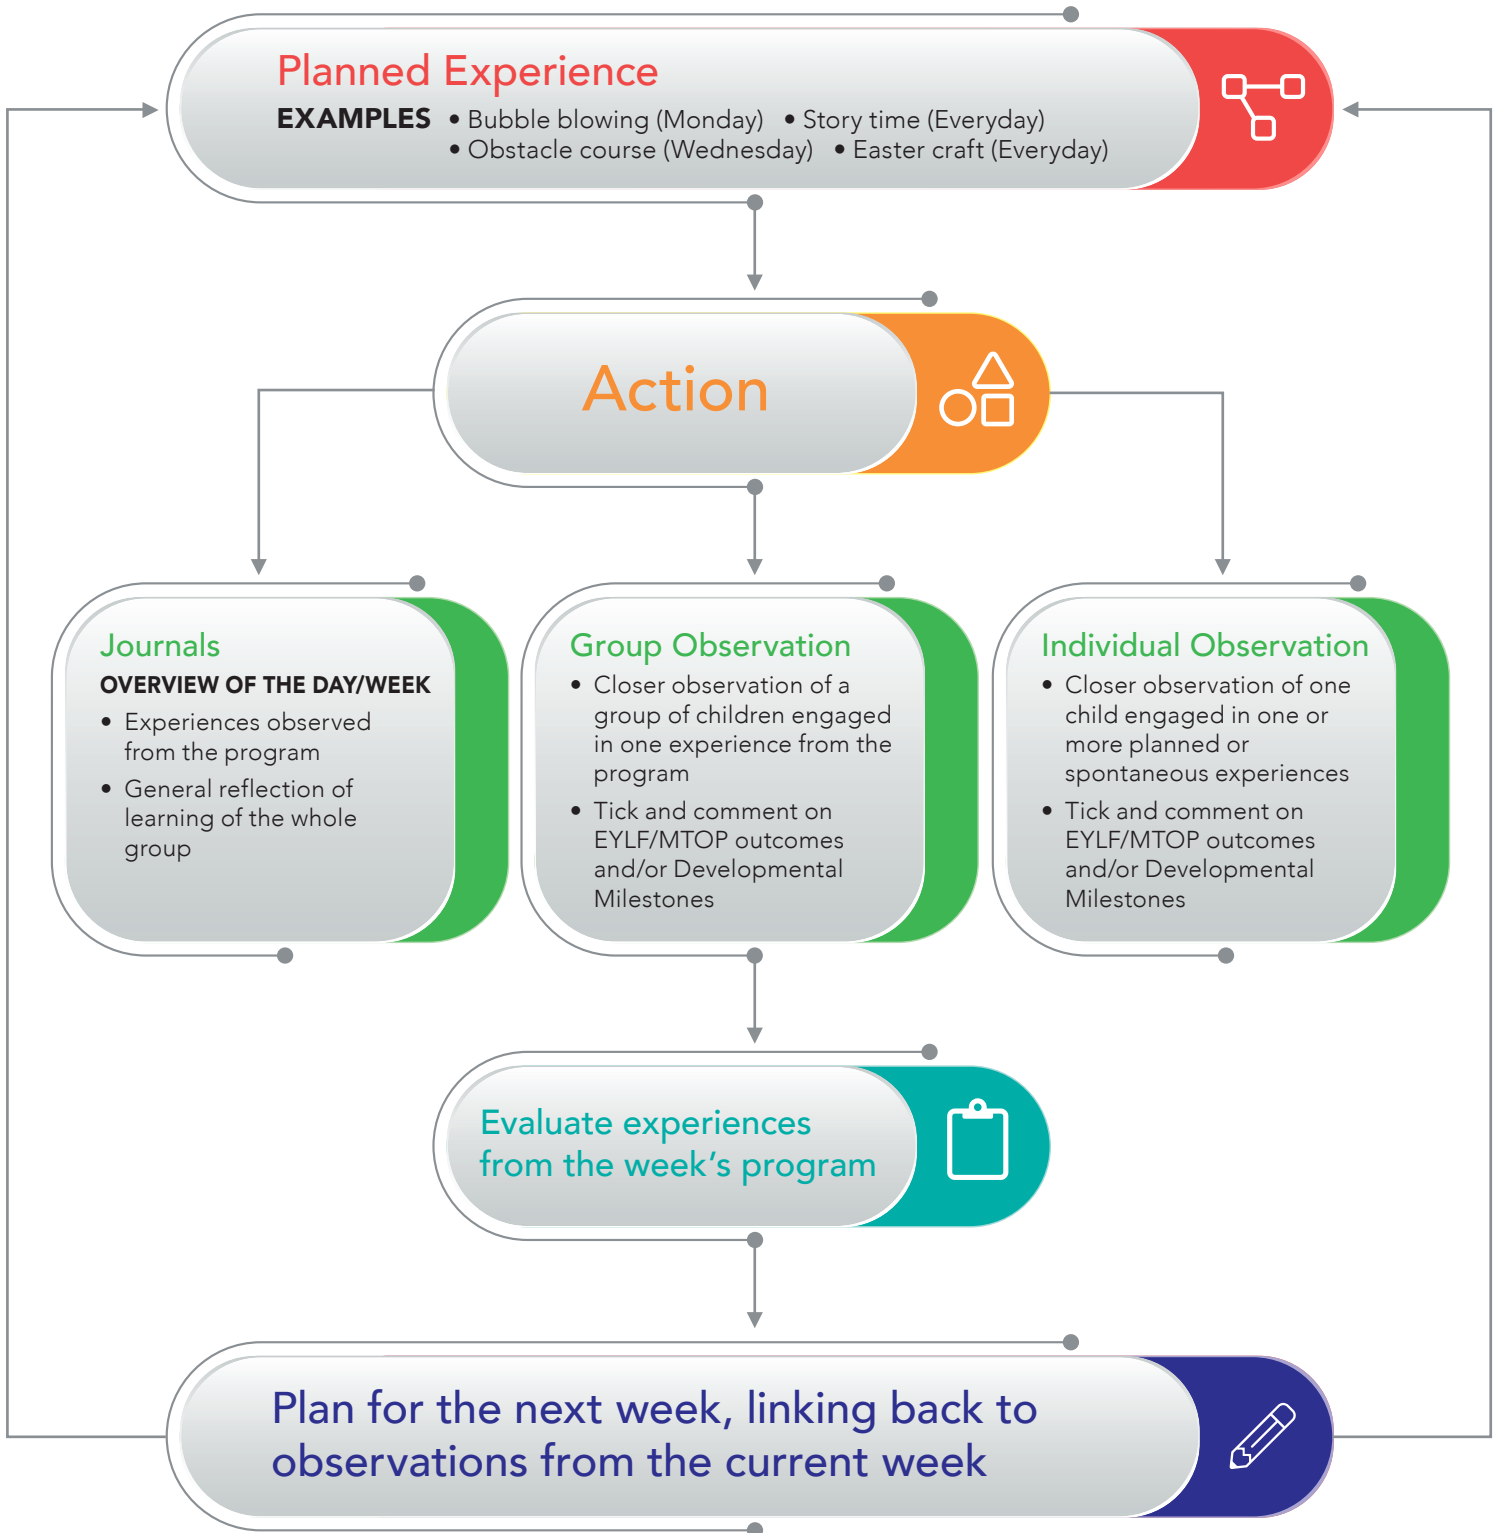 Planned Experience
EXAMPLES • Bubble blowing (Monday) • Story time (Everyday)
• Obstacle course (Wednesday) • Easter craft (Everyday)
Action
Journals
OVERVIEW OF THE DAY/WEEK
• Experiences observed
from the program
• General reflection of
learning of the whole
group
Group Observation
• Closer observation of a
group of children engaged
in one experience from the
program
• Tick and comment on
EYLF/MTOP outcomes
and/or Developmental
Milestones
Individual Observation
• Closer observation of one
child engaged in one or
more planned or
spontaneous experiences
• Tick and comment on
EYLF/MTOP outcomes
and/or Developmental
Milestones
Evaluate experiences
from the week's program
Plan for the next week, linking back to
observations from the current week